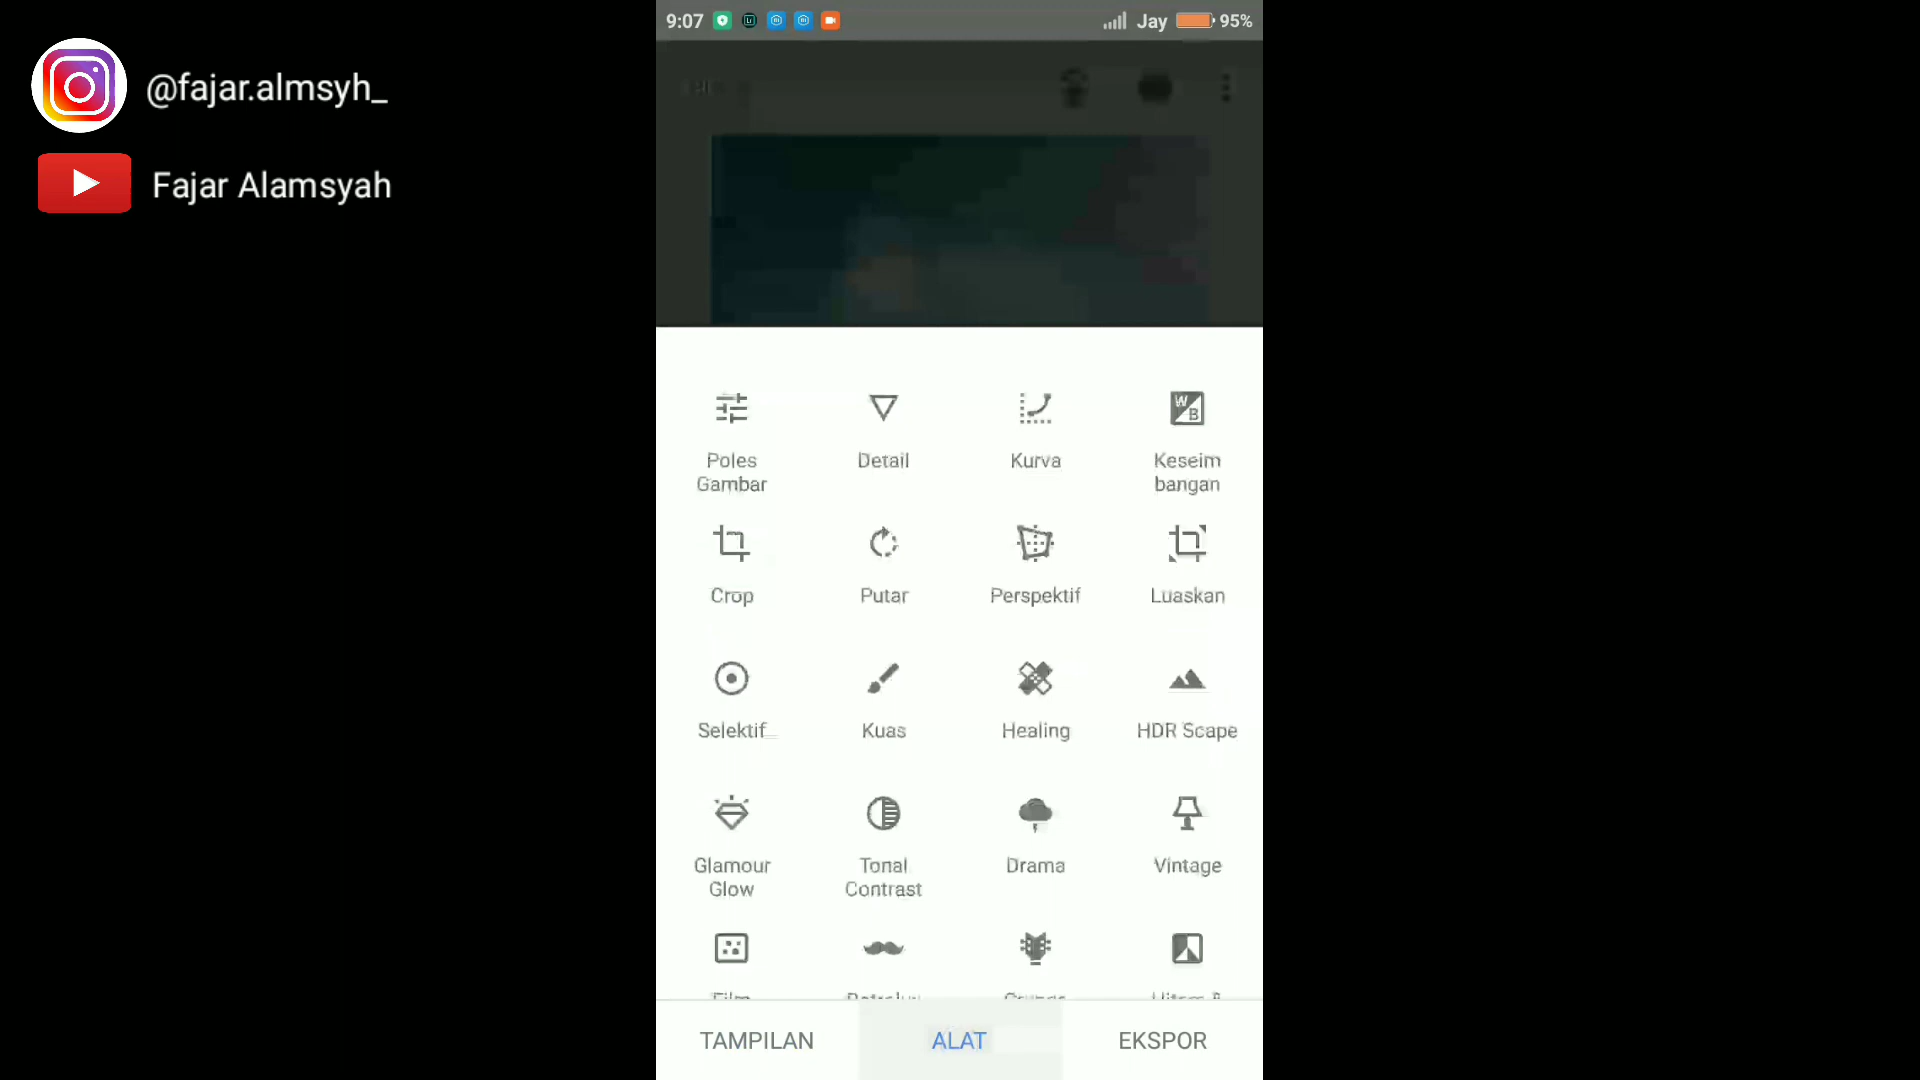 @fajar.almsyh_
Fajar Alamsyah
9:07
Jay
95%
Poles
Gambar
Detail
Kurva
W
B
Keseim
bangan
Crop
Putar
Perspektif
Luaskan
Selektif
Kuas
Healing
HDR Scape
Glamour
Glow
Tonal
Contrast
Drama
Vintage
TAMPILAN
ALAT
EKSPOR